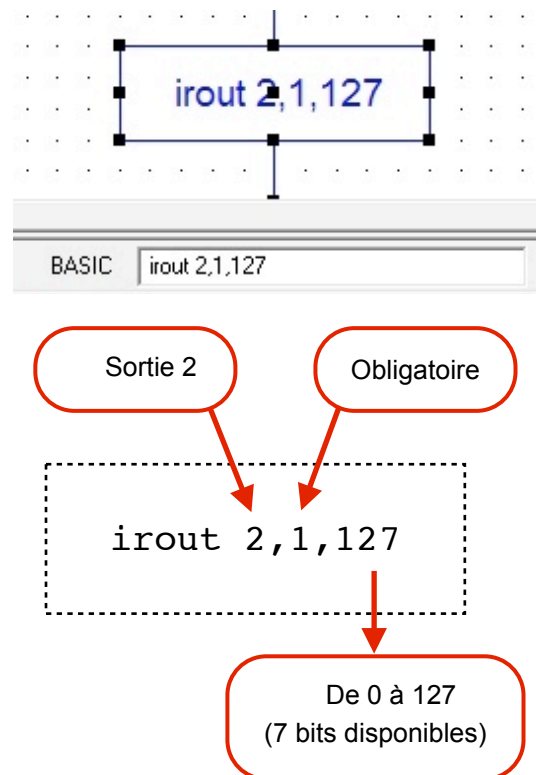 irout 2,1,127
BASIC irout 2,1,127
Sortie 2
Obligatoire
irout 2,1,127
De 0 à 127
(7 bits disponibles)